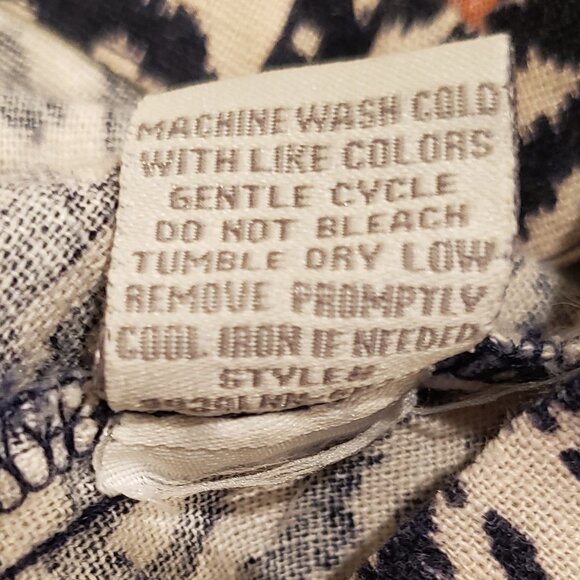 MACHINE WASH COLD
WITH LIKE COLORS
GENTLE CYCLE
DO NOT BLEACH
TUMBLE DRY LOW
REMOVE PROMPTLY
COOL IRON IF NEEDED
STYLE#